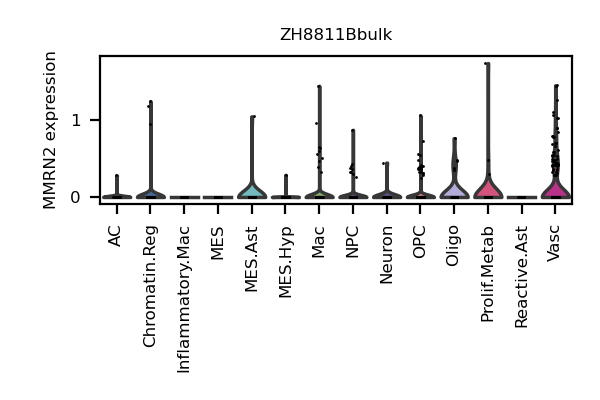 ZH8811Bbulk
MMRN2 expression
1
0
AC
Chromatin.Reg
Inflammatory.Mac
MES
MES.Ast
MES.Hyp
Mac
NPC
Neuron
OPC
Oligo
Prolif.Metab
Reactive.Ast
Vasc